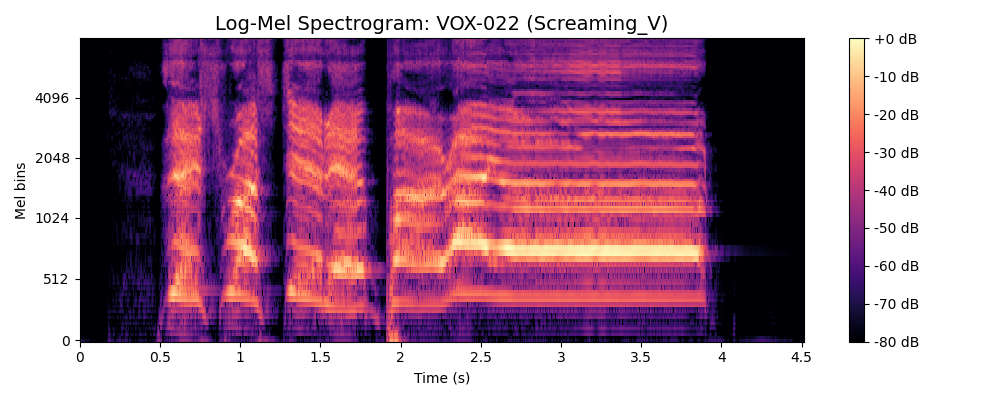 Log-Mel Spectrogram: VOX-022 (Screaming_V)
Mel bins
4096
2048
1024
512
0
0
0.5
1
1.5
2
2.5
3
3.5
4
4.5
Time (s)
+0 dB
-10 dB
-20 dB
-30 dB
-40 dB
-50 dB
-60 dB
-70 dB
-80 dB